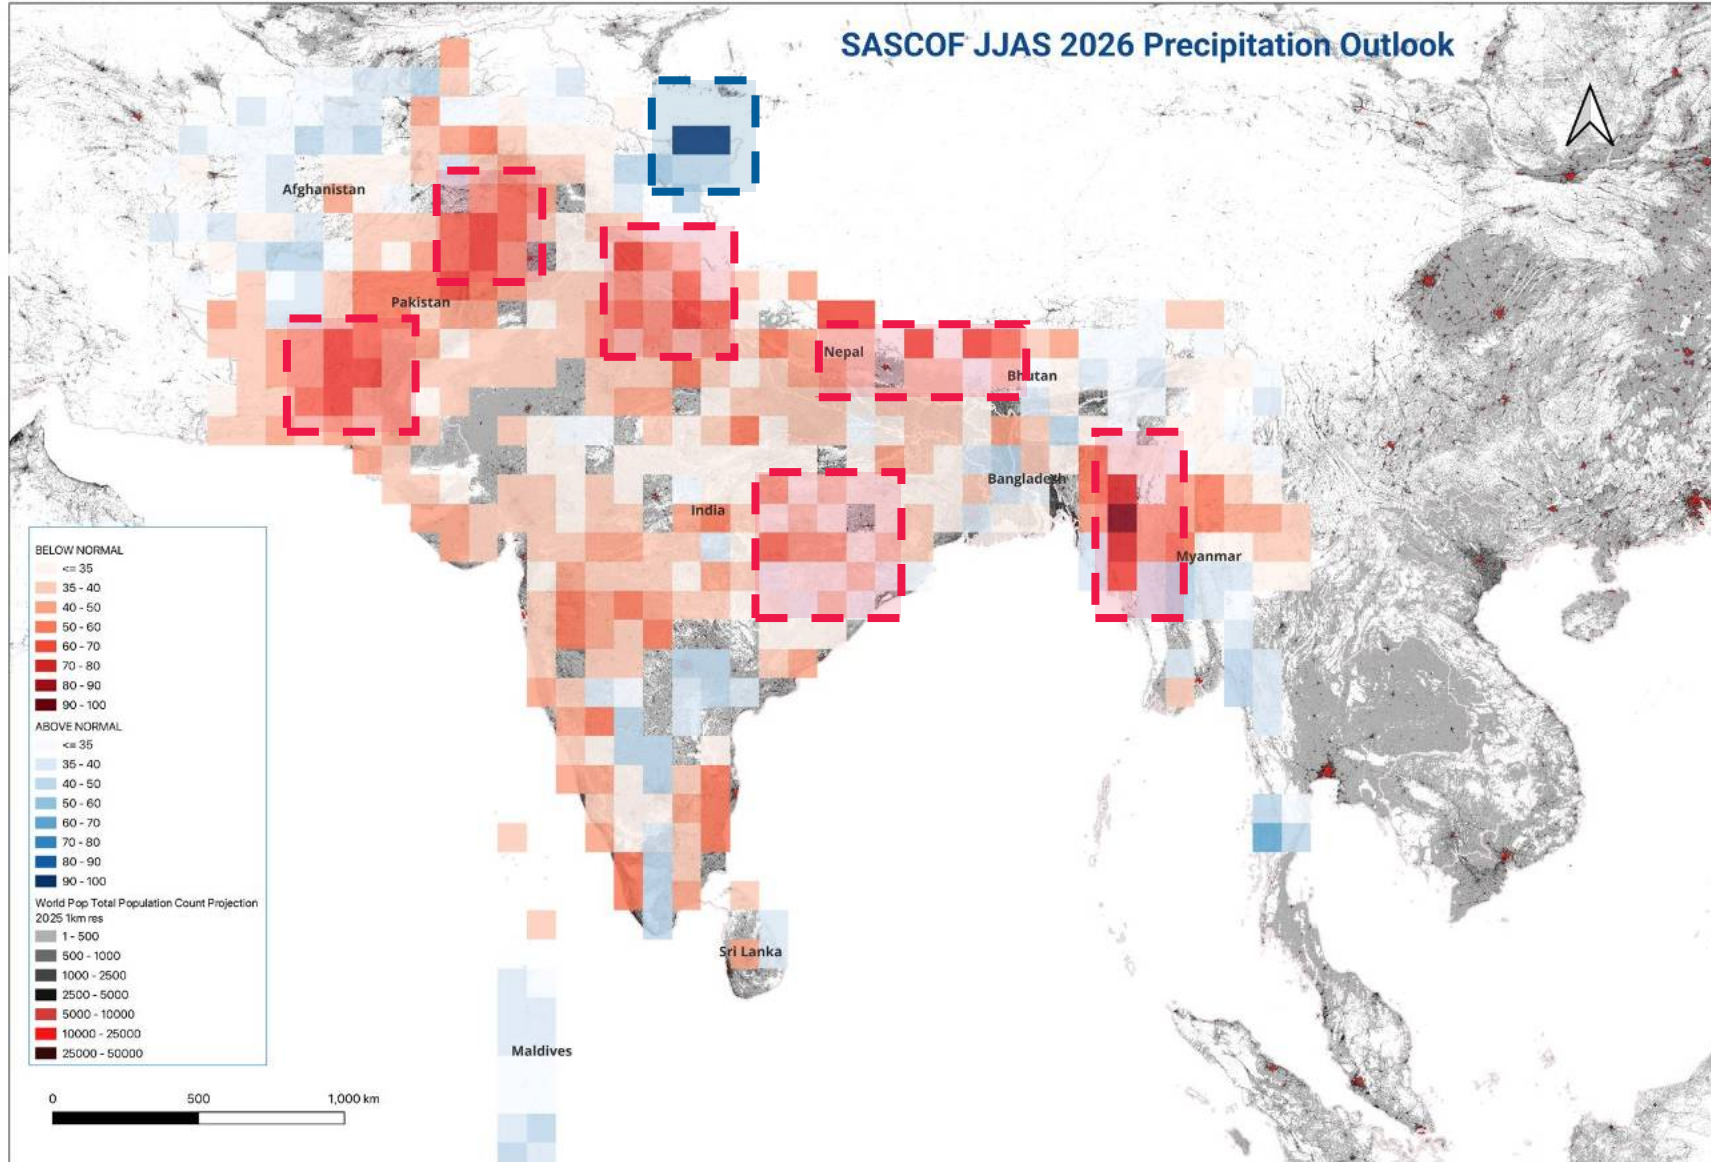 SASCOF JJAS 2026 Precipitation Outlook
Afghanistan
Pakistan
Nepal
Bhutan
Bangladesh
India
Myanmar
Sri Lanka
Maldives
BELOW NORMAL
<= 35
35 - 40
40 - 50
50 - 60
60 - 70
70 - 80
80 - 90
90 - 100
ABOVE NORMAL
<= 35
35 - 40
40 - 50
50 - 60
60 - 70
70 - 80
80 - 90
90 - 100
World Pop Total Population Count Projection
2025 1km res
1 - 500
500 - 1000
1000 - 2500
2500 - 5000
5000 - 10000
10000 - 25000
25000 - 50000
0 500 1,000 km